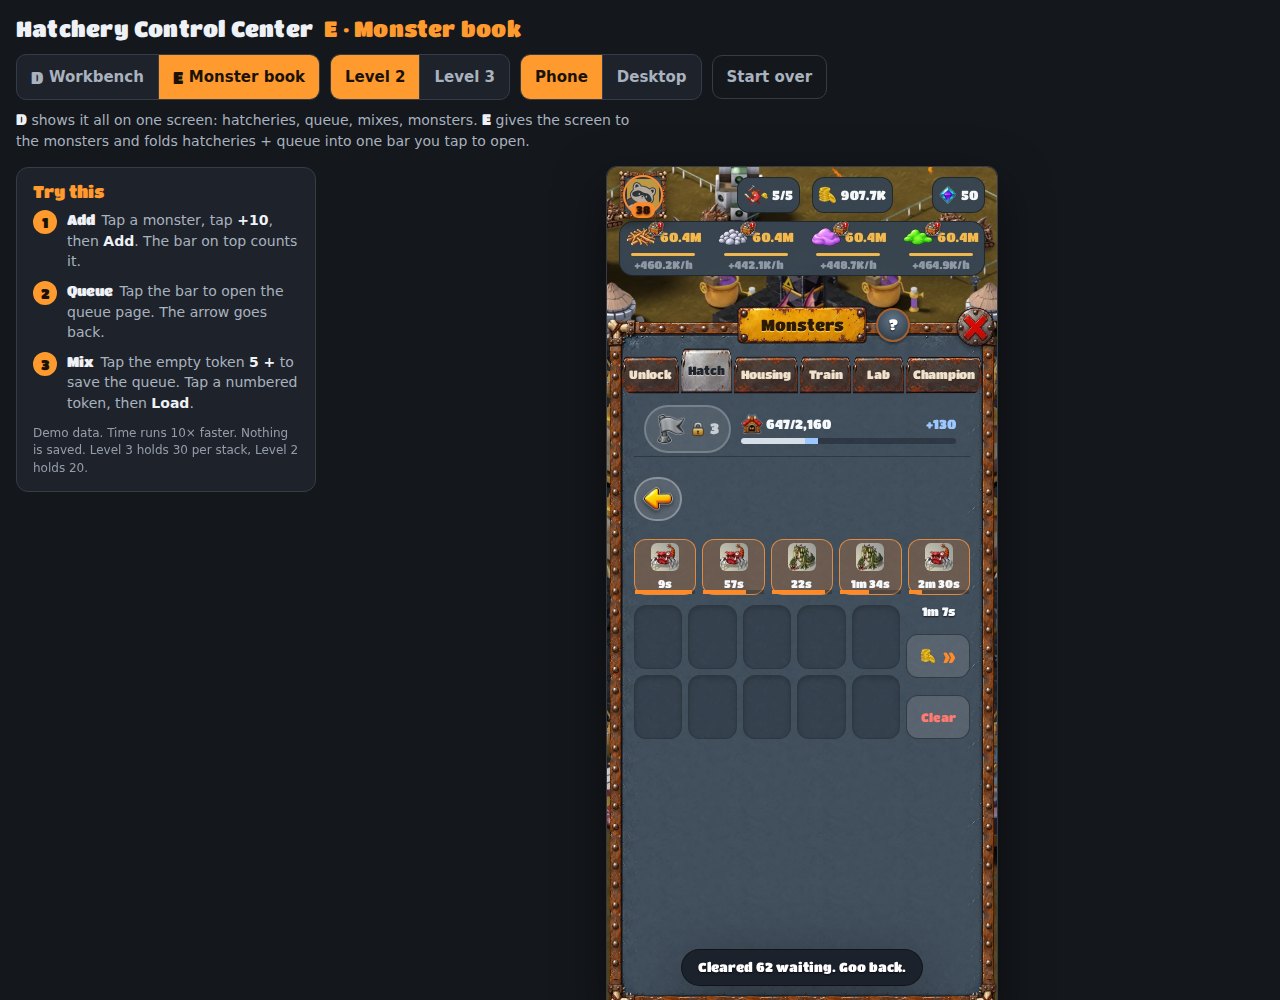 Hatchery Control Center E · Monster book
D Workbench E Monster book Level 2 Level 3 Phone Desktop Start over
D shows it all on one screen: hatcheries, queue, mixes, monsters. E gives the screen to
the monsters and folds hatcheries + queue into one bar you tap to open.
Try this
1 Add Tap a monster, tap +10,
then Add. The bar on top counts
it.
2 Queue Tap the bar to open the
queue page. The arrow goes
back.
3 Mix Tap the empty token 5 + to
save the queue. Tap a numbered
token, then Load.
Demo data. Time runs 10× faster. Nothing
is saved. Level 3 holds 30 per stack, Level 2
holds 20.
30 5/5 907.7K 50
60.4M 60.4M 60.4M 60.4M
+460.2K/h +442.1K/h +448.7K/h +464.9K/h
Monsters ?
Unlock Hatch Housing Train Lab Champion
3 647/2,160 +130
9s 57s 22s 1m 34s 2m 30s
1m 7s
»
Clear
Cleared 62 waiting. Goo back.